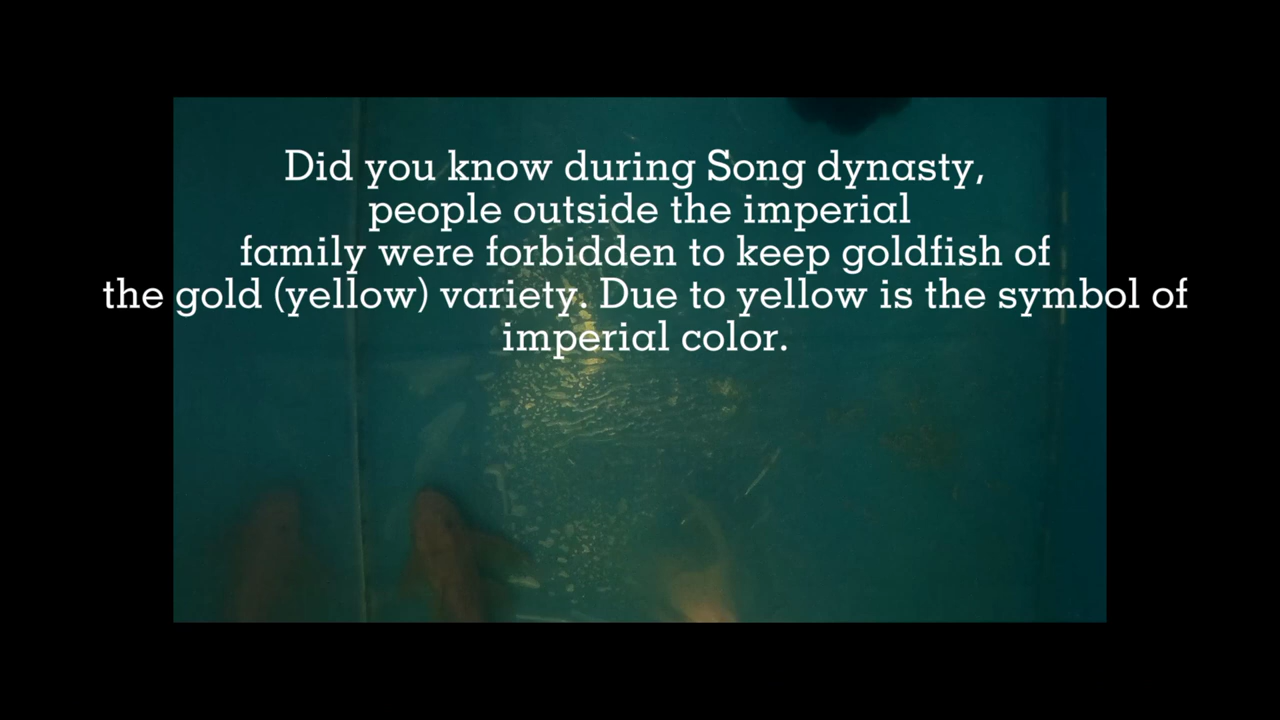 Did you know during Song dynasty,
people outside the imperial
family were forbidden to keep goldfish of
the gold (yellow) variety. Due to yellow is the symbol of
imperial color.